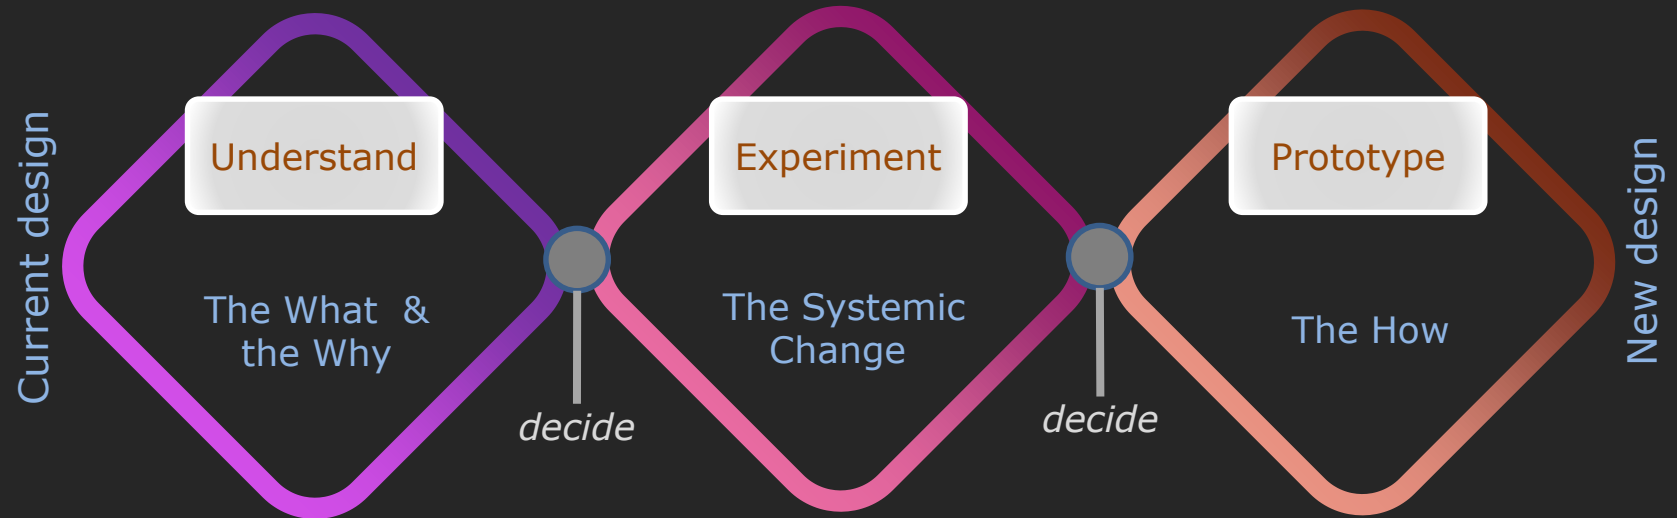 Current design
Understand
The What & 
the Why
decide
Experiment
The Systemic
Change
decide
Prototype
The How
New design